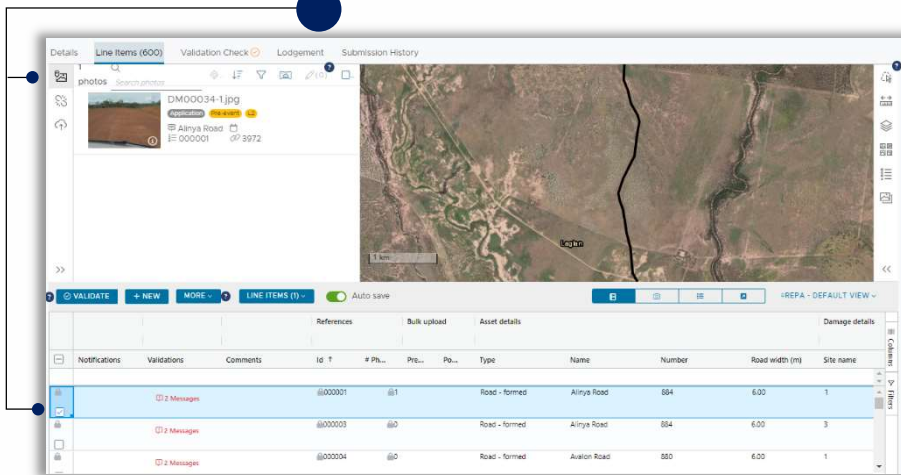 Details Line Items (600) Validation Check Lodgement Submission History
1
photos Search photos (0)
DM00034-1.jpg
Application Pre-event L2
Alinya Road
000001 3972
Leglan
1 km
VALIDATE + NEW MORE LINE ITEMS (1) Auto save REPA - DEFAULT VIEW
References Bulk upload Asset details Damage details
Notifications Validations Comments Id ↑ # Ph... Pre... Po... Type Name Number Road width (m) Site name
2 Messages 000001 1 Road - formed Alinya Road 884 6.00 1
2 Messages 000003 0 Road - formed Alinya Road 884 6.00 3
2 Messages 000004 0 Road - formed Avalon Road 880 6.00 1
Columns
Filters